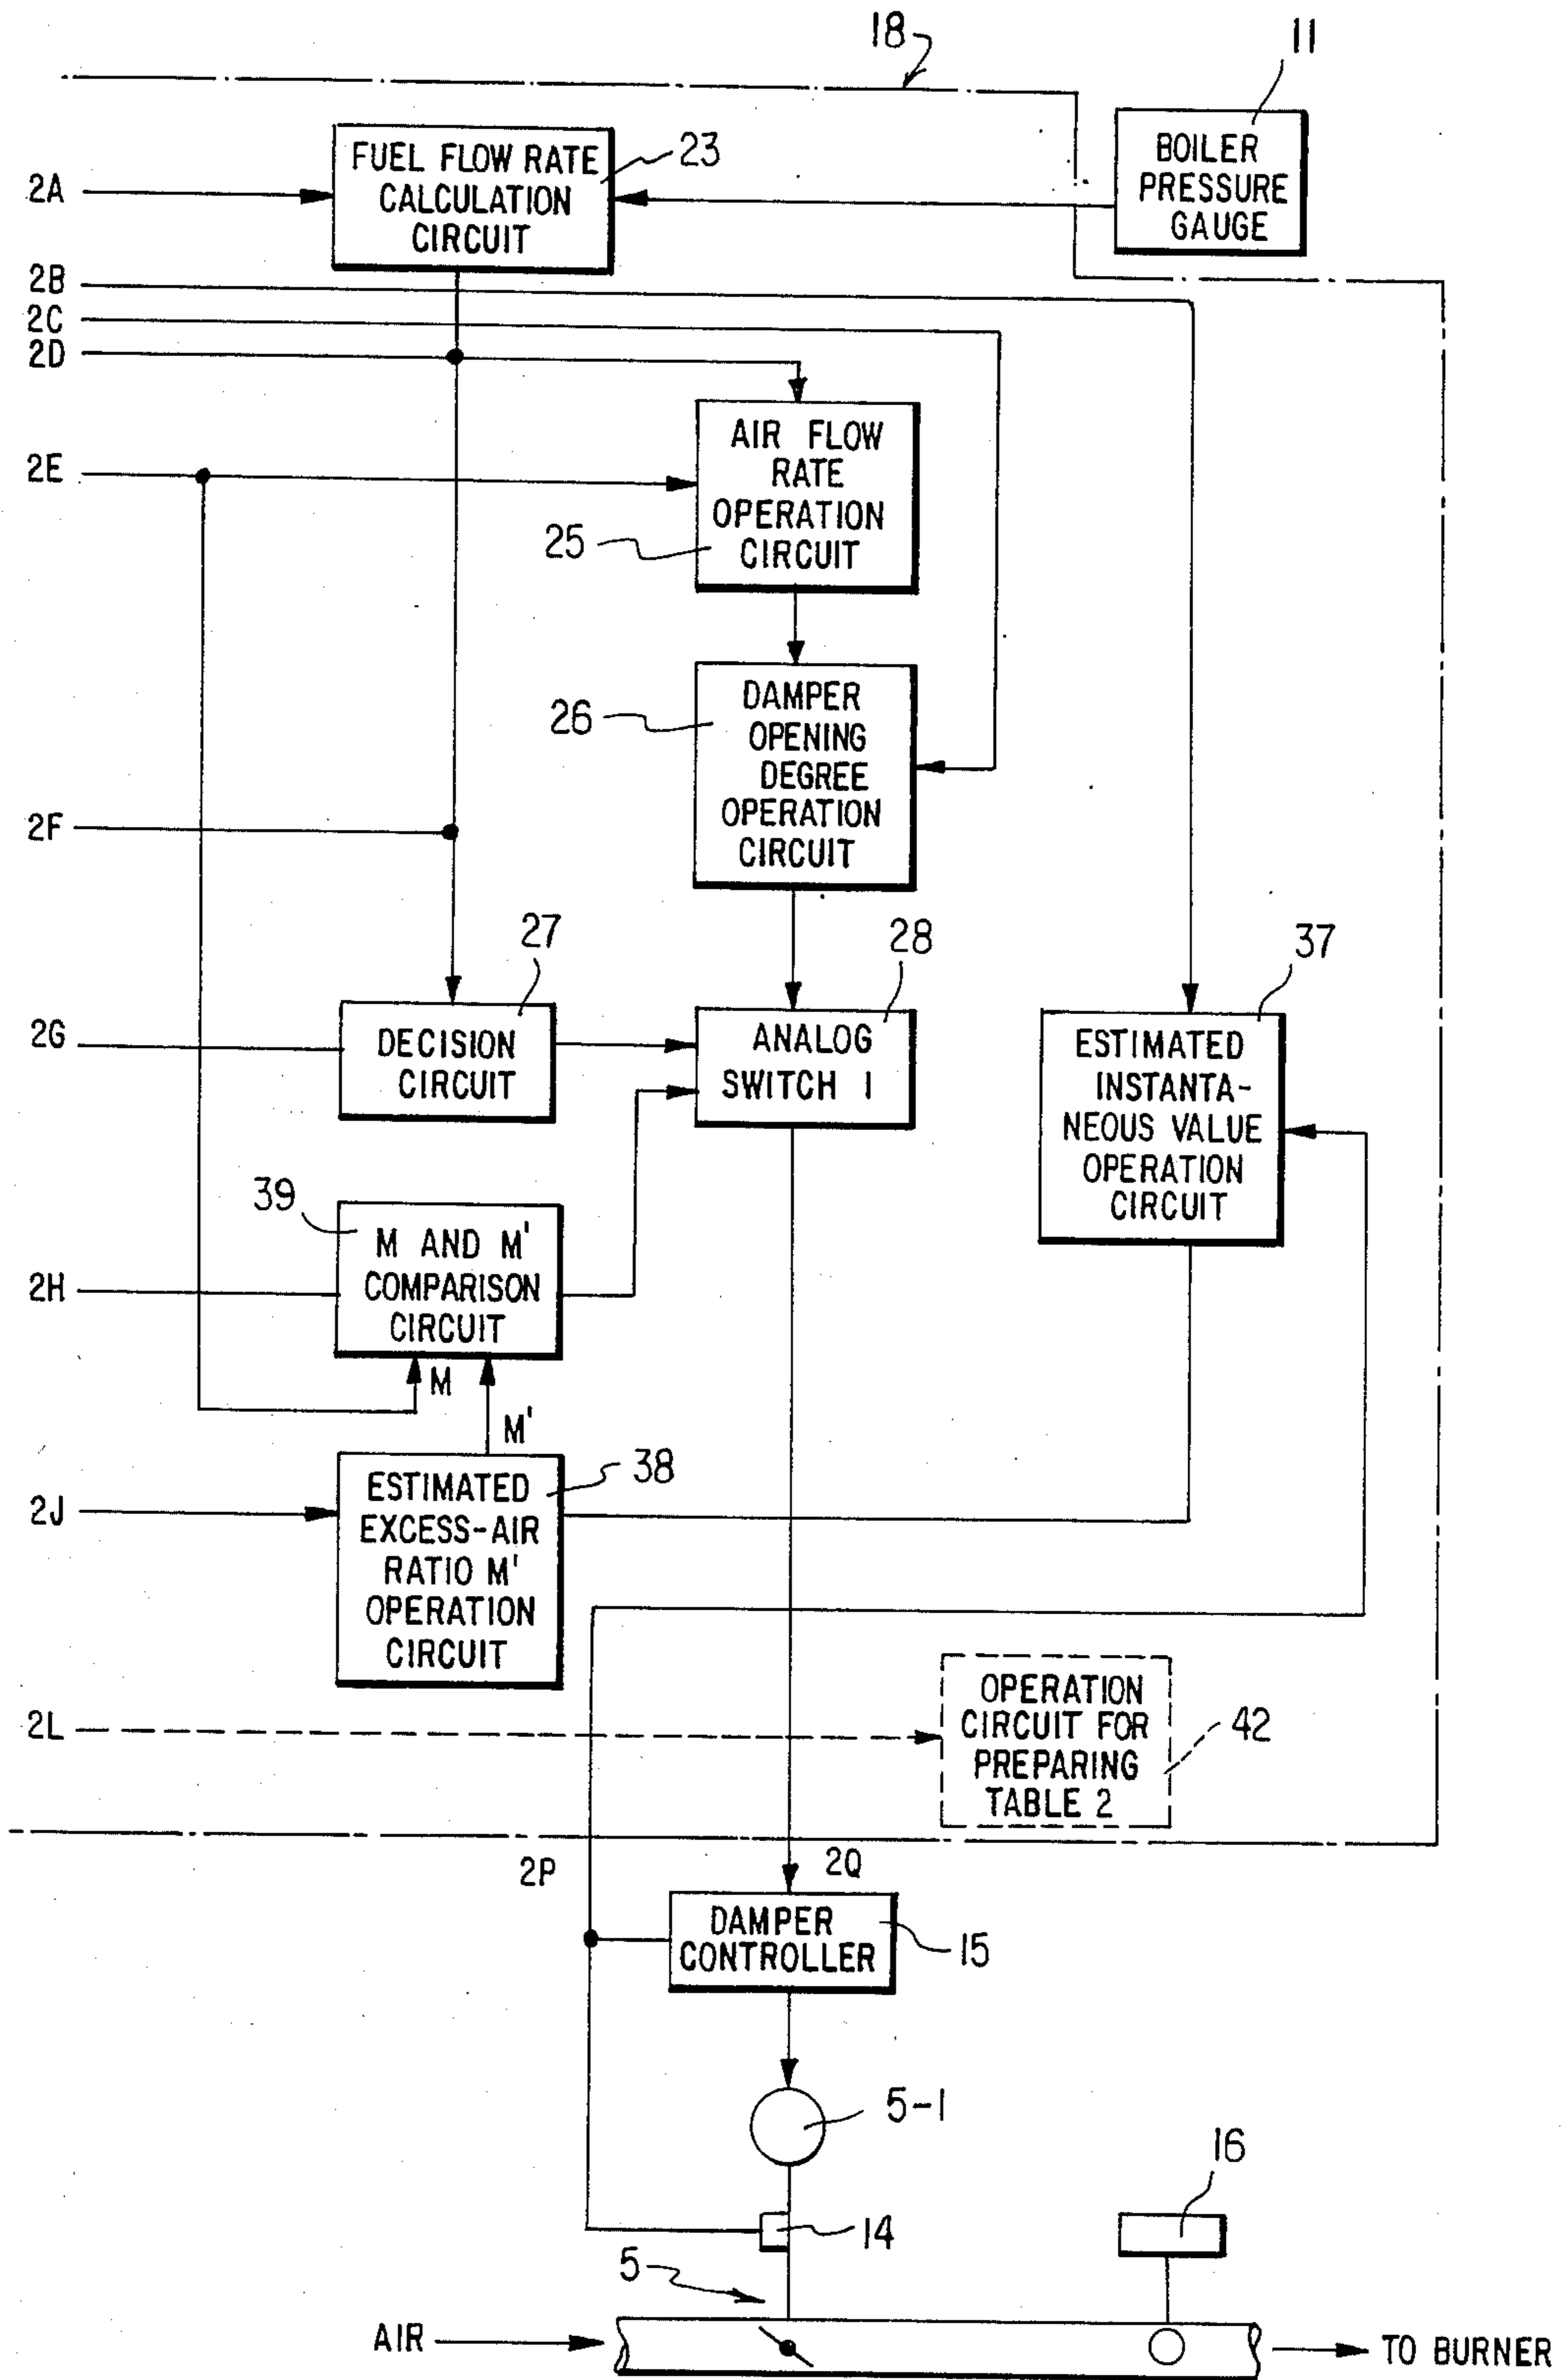 18
11
FUEL FLOW RATE
CALCULATION
CIRCUIT
23
BOILER
PRESSURE
GAUGE
2A
2B
2C
2D
AIR FLOW
RATE
OPERATION
CIRCUIT
25
2E
DAMPER
OPENING
DEGREE
OPERATION
CIRCUIT
26
2F
27
28
37
2G
DECISION
CIRCUIT
ANALOG
SWITCH 1
ESTIMATED
INSTANTA-
NEOUS VALUE
OPERATION
CIRCUIT
39
M AND M'
COMPARISON
CIRCUIT
2H
M
M'
38
2J
ESTIMATED
EXCESS-AIR
RATIO M'
OPERATION
CIRCUIT
2L
OPERATION
CIRCUIT FOR
PREPARING
TABLE 2
42
2P
2Q
DAMPER
CONTROLLER
15
5-1
16
14
5
AIR
TO BURNER